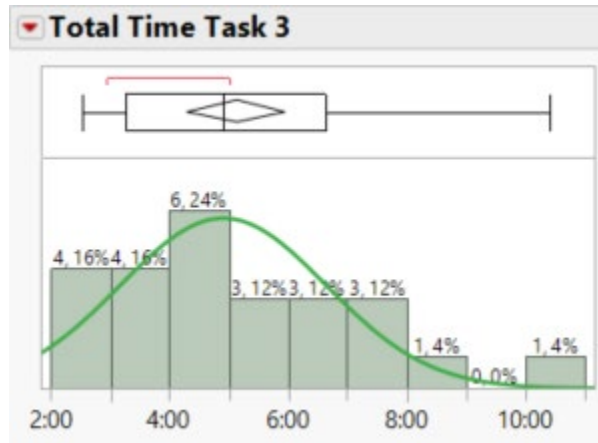 Total Time Task 3
6, 24%
4, 16% 4, 16%
3, 12% 3, 12% 3, 12%
1, 4% 1, 4%
0, 0%
2:00 4:00 6:00 8:00 10:00